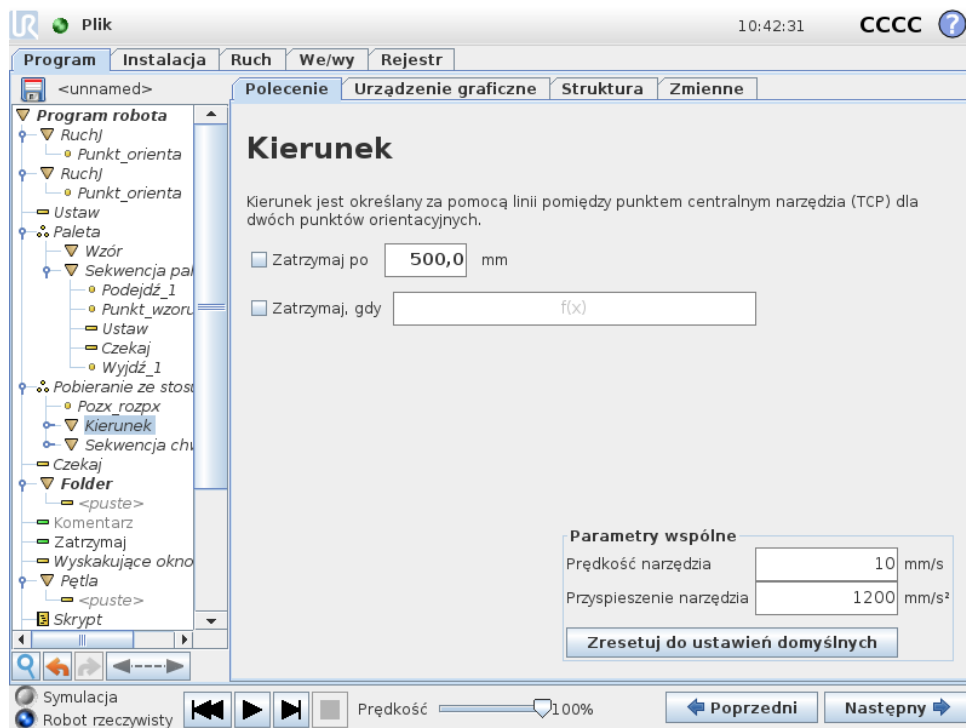 UR Plik 10:42:31 CCCC ?
Program Instalacja Ruch We/wy Rejestr
<unnamed>
Polecenie Urządzenie graficzne Struktura Zmienne
Program robota
RuchJ
Punkt_orienta
RuchJ
Punkt_orienta
Ustaw
Paleta
Wzór
Sekwencja pal
Podejdź_1
Punkt_wzoru
Ustaw
Czekaj
Wyjdź_1
Pobieranie ze stosu
Pozx_rozpx
Kierunek
Sekwencja chw
Czekaj
Folder
<puste>
Komentarz
Zatrzymaj
Wyskakujące okno
Pętla
<puste>
Skrypt
Kierunek
Kierunek jest określany za pomocą linii pomiędzy punktem centralnym narzędzia (TCP) dla
dwóch punktów orientacyjnych.
Zatrzymaj po 500,0 mm
Zatrzymaj, gdy f(x)
Parametry wspólne
Prędkość narzędzia 10 mm/s
Przyspieszenie narzędzia 1200 mm/s²
Zresetuj do ustawień domyślnych
Symulacja
Robot rzeczywisty
Prędkość 100%
Poprzedni Następny